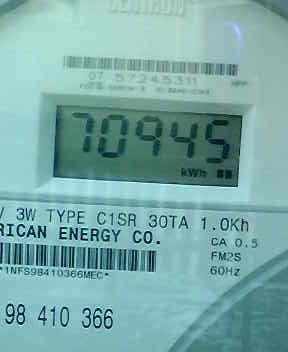 CENTRON
07 57245311
70945
kWh
V 3W TYPE C1SR 30TA 1.0Kh
RICAN ENERGY CO.
CA 0.5
FM2S
*1NFS98410366MEC*
60HZ
98 410 366